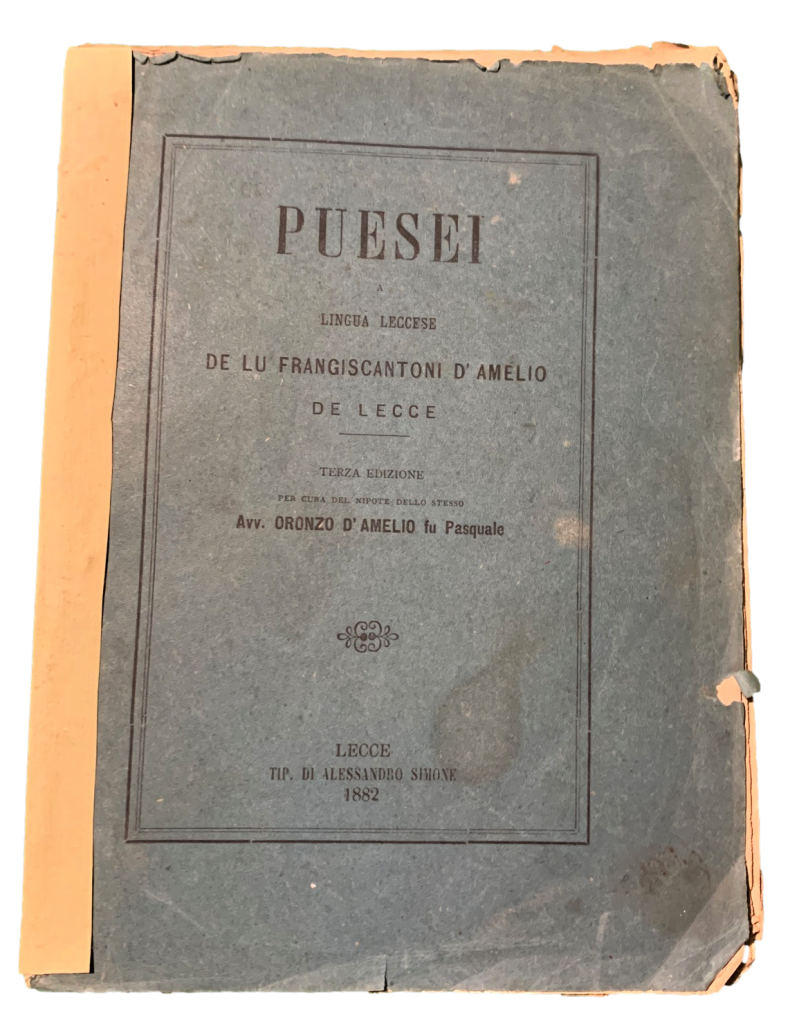 PUESEI
A
LINGUA LECCESE
DE LU FRANGISCANTONI D' AMELIO
DE LECCE
TERZA EDIZIONE
PER CURA DEL NIPOTE DELLO STESSO
Avv. ORONZO D' AMELIO fu Pasquale
LECCE
TIP. DI ALESSANDRO SIMONE
1882